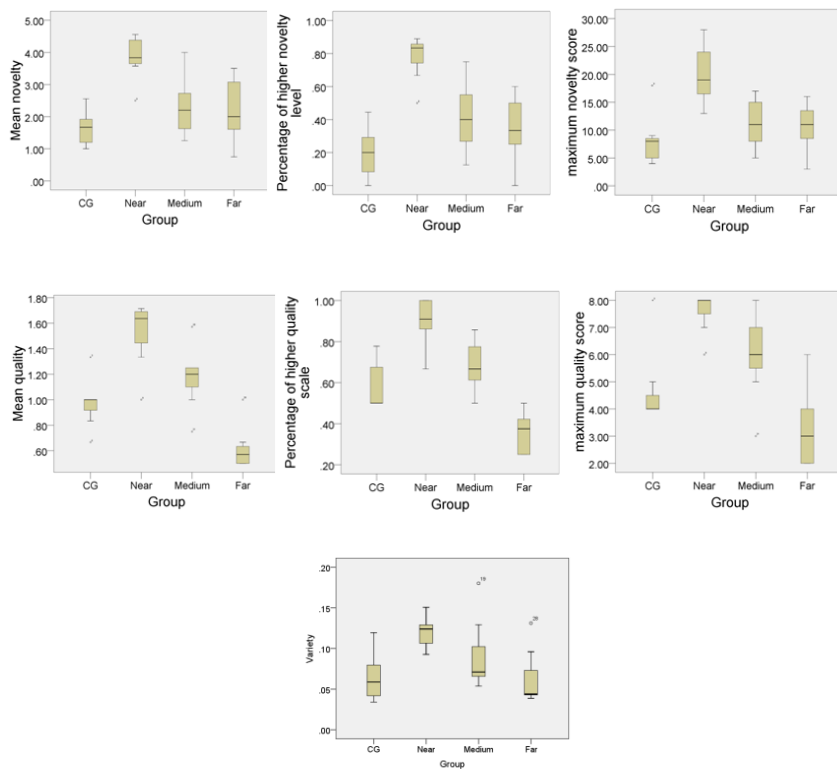 Mean novelty
5.00
4.00
3.00
2.00
1.00
.00
CG Near Medium Far
Group
Percentage of higher novelty
level
1.00
.80
.60
.40
.20
.00
CG Near Medium Far
Group
maximum novelty score
30.00
25.00
20.00
15.00
10.00
5.00
.00
CG Near Medium Far
Group
Mean quality
1.80
1.60
1.40
1.20
1.00
.80
.60
CG Near Medium Far
Group
Percentage of higher quality
scale
1.00
.80
.60
.40
.20
CG Near Medium Far
Group
maximum quality score
8.00
7.00
6.00
5.00
4.00
3.00
2.00
CG Near Medium Far
Group
Variety
.20
.15
.10
.05
.00
CG Near Medium Far
Group